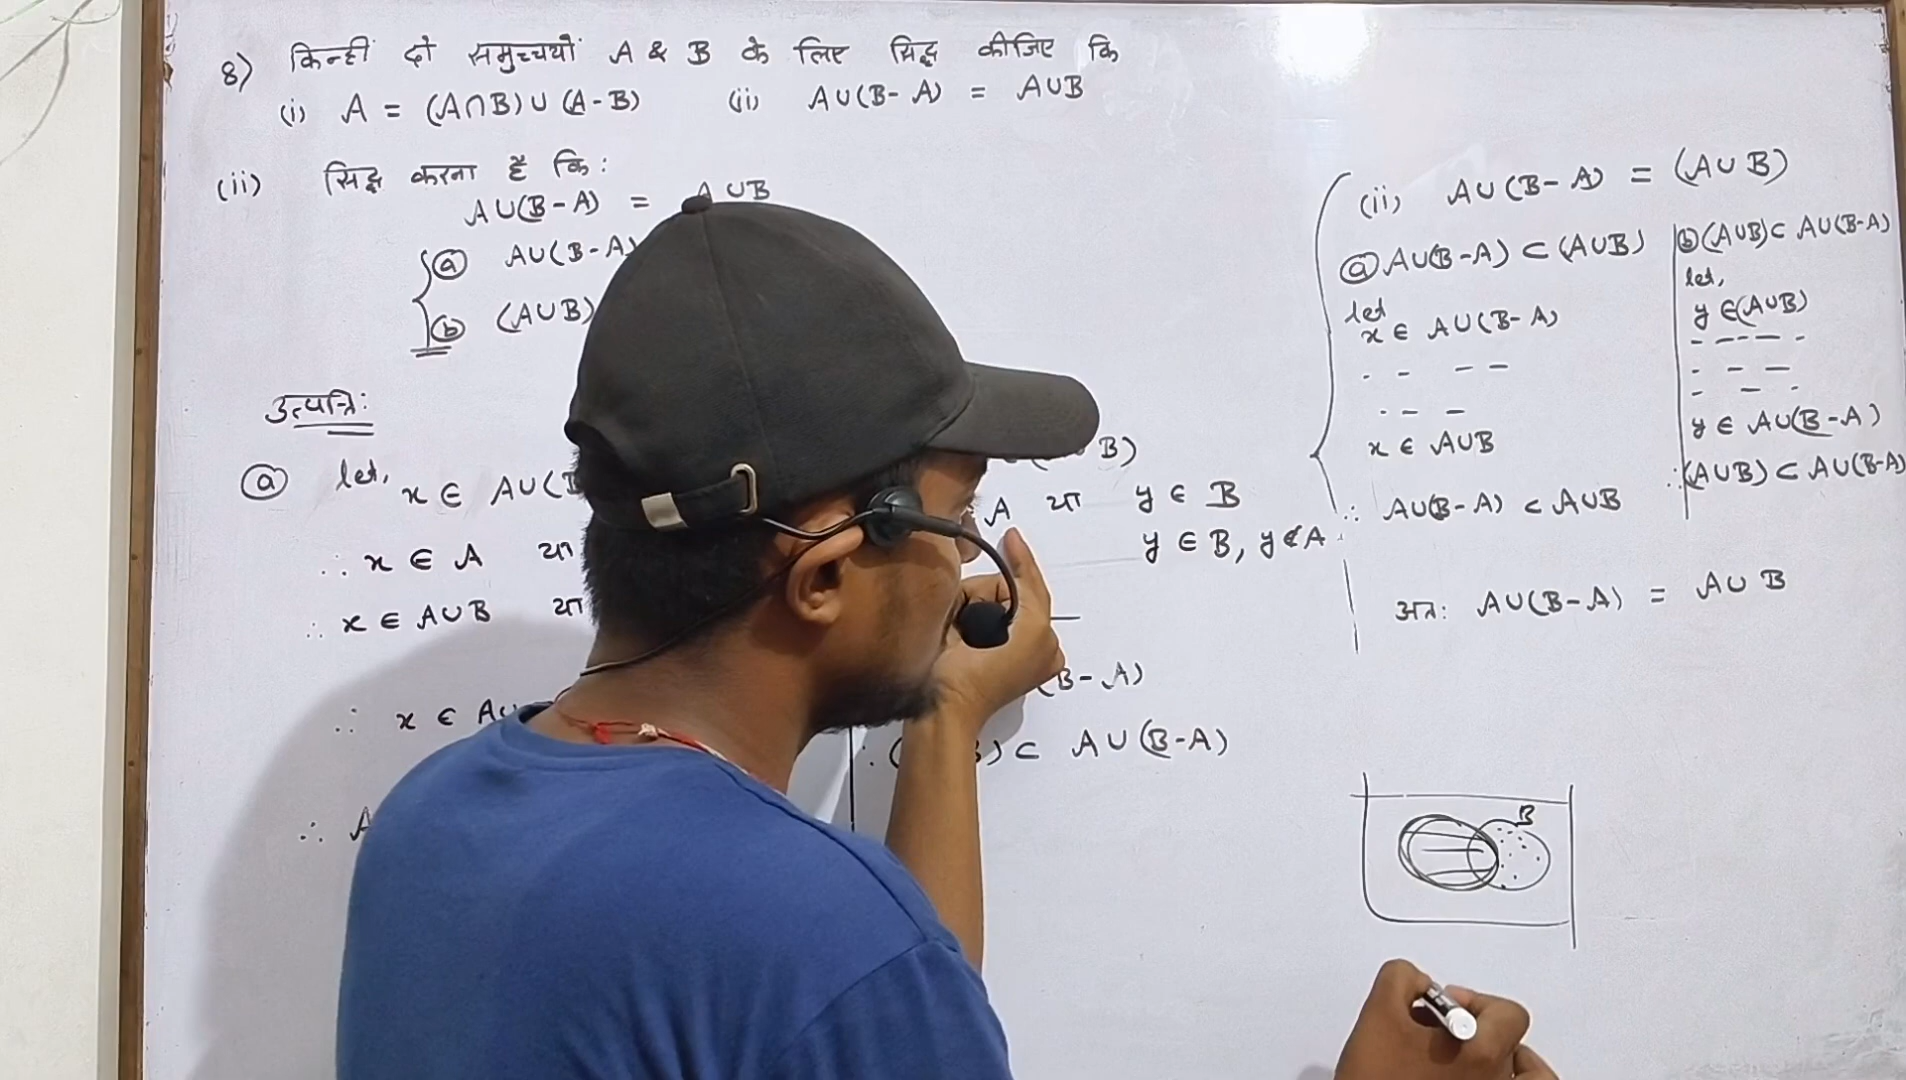 8) किन्हीं दो समुच्चयों A & B के लिए सिद्ध कीजिए कि
(i) A = (A∩B)∪(A-B) (ii) A∪(B-A) = A∪B
(ii) सिद्ध करना है कि:
A∪(B-A) = A∪B
ⓐ A∪(B-A)
ⓑ (A∪B)
उत्पत्ति:
ⓐ let, x ∈ A∪(B
∴ x ∈ A या
∴ x ∈ A∪B या
∴ x ∈ A∪
∴ A
B)
A या y ∈ B
y ∈ B, y∉A
(B-A)
) ⊂ A∪(B-A)
(ii) A∪(B-A) = (A∪B)
ⓐ A∪(B-A) ⊂ (A∪B)
let
x ∈ A∪(B-A)
- - - -
- - -
x ∈ A∪B
∴ A∪(B-A) ⊂ A∪B
ⓑ (A∪B) ⊂ A∪(B-A)
let,
y ∈ (A∪B)
- - - - -
- - -
- - -
y ∈ A∪(B-A)
∴ (A∪B) ⊂ A∪(B-A)
अत: A∪(B-A) = A∪B
B